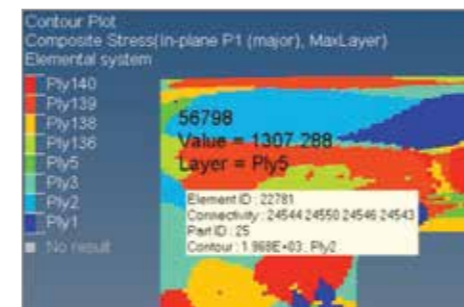 Contour Plot
Composite Stress(In-plane P1 (major), MaxLayer)
Elemental system
Ply140
Ply139
Ply138
Ply136
Ply5
Ply3
Ply2
Ply1
No result
56798
Value = 1307.288
Layer = Ply5
Element ID : 22781
Connectivity : 24544 24550 24546 24543
Part ID : 25
Contour : 1.968E+03 : Ply2